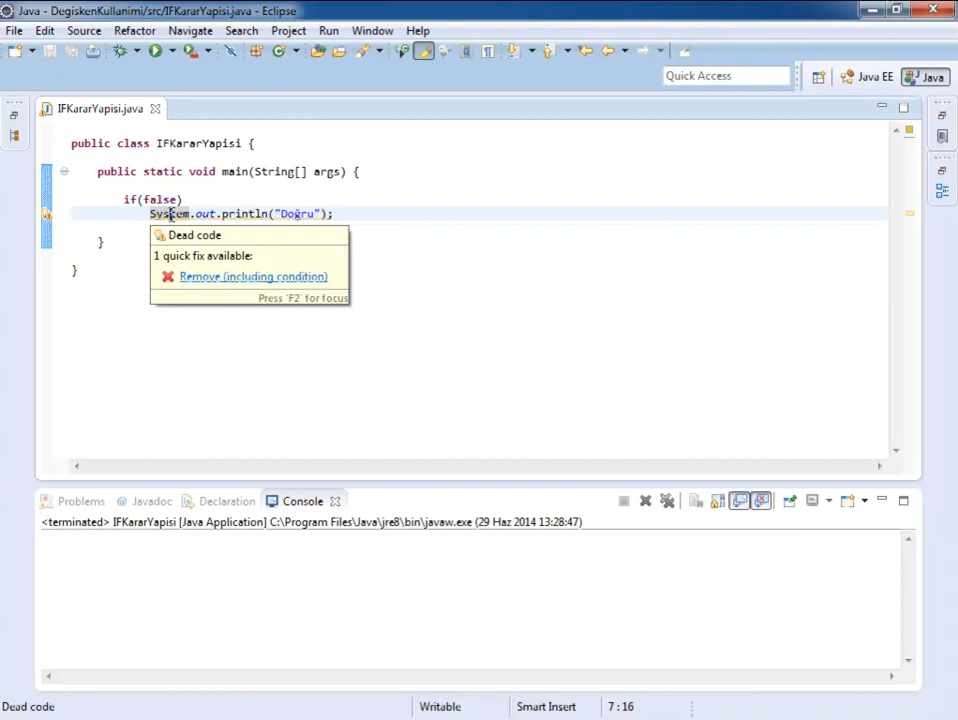 Java - DegiskenKullanimi/src/IFKararYapisi.java - Eclipse
File Edit Source Refactor Navigate Search Project Run Window Help
Quick Access
Java EE
Java
IFKararYapisi.java
public class IFKararYapisi {
public static void main(String[] args) {
if(false)
System.out.println("Doğru");
}
}
Dead code
1 quick fix available:
Remove (including condition)
Press 'F2' for focus
Problems @ Javadoc Declaration Console
<terminated> IFKararYapisi [Java Application] C:\Program Files\Java\jre8\bin\javaw.exe (29 Haz 2014 13:28:47)
Dead code Writable Smart Insert 7 : 16